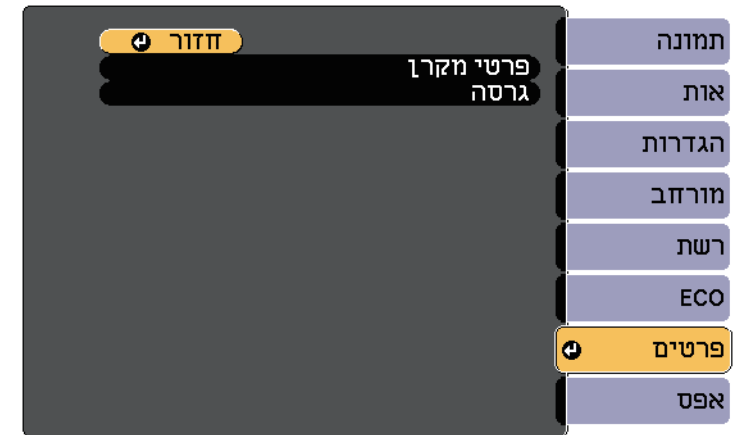 תמונה
אות
הגדרות
מורחב
רשת
ECO
פרטים
אפס
חזור
פרטי מקרן
גרסה